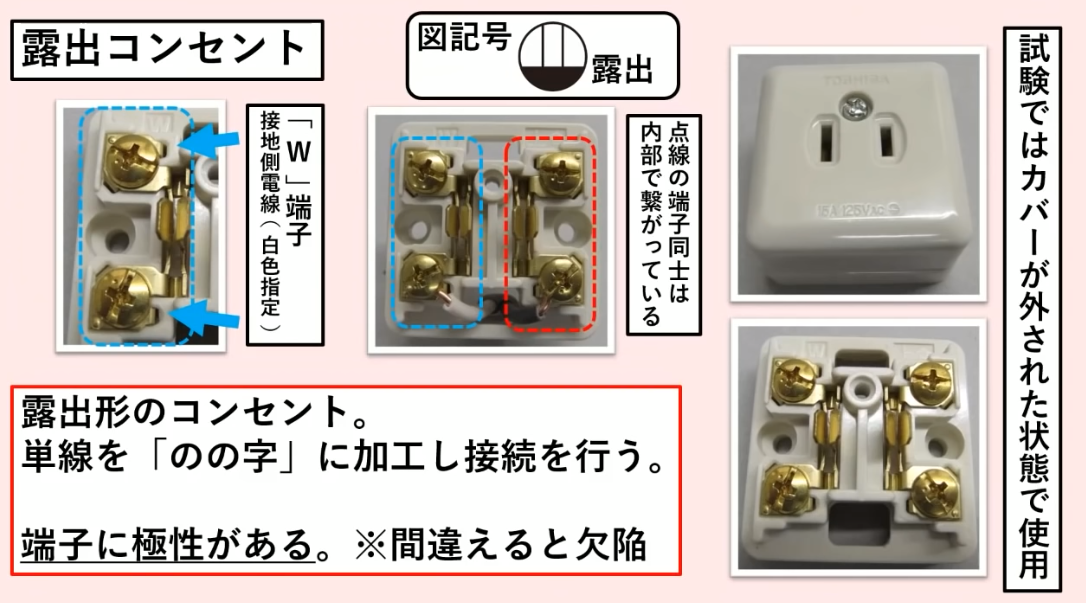 露出コンセント
図記号
露出
「W」端子
接地側電線(白色指定)
点線の端子同士は
内部で繋がっている
TOSHIBA
15A 125V
試験ではカバーが外された状態で使用
露出形のコンセント。
単線を「のの字」に加工し接続を行う。
端子に極性がある。※間違えると欠陥